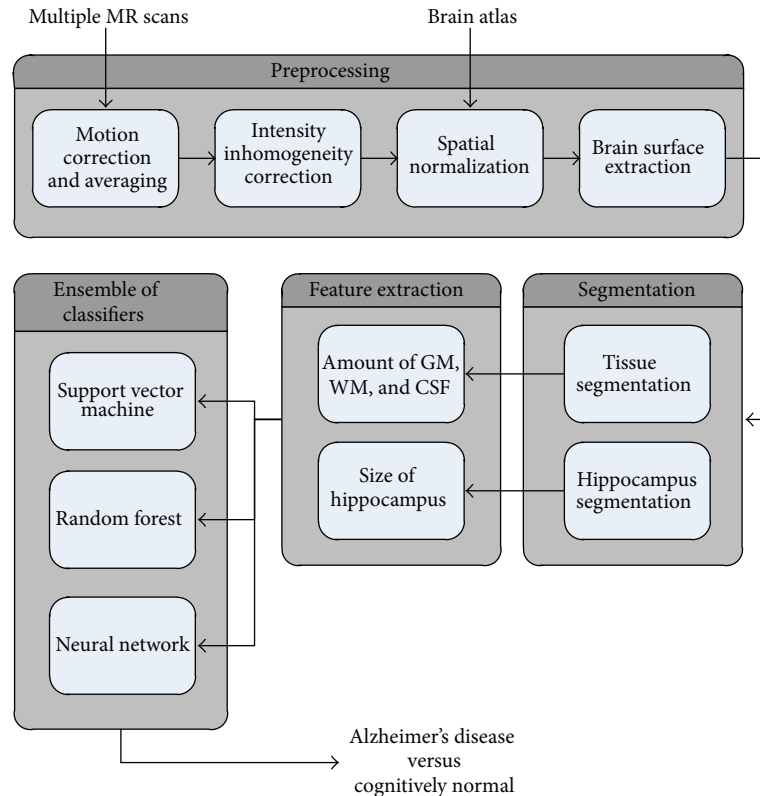 Multiple MR scans
Brain atlas
Preprocessing
Motion
correction
and averaging
Intensity
inhomogeneity
correction
Spatial
normalization
Brain surface
extraction
Ensemble of
classifiers
Support vector
machine
Random forest
Neural network
Feature extraction
Amount of GM,
WM, and CSF
Size of
hippocampus
Segmentation
Tissue
segmentation
Hippocampus
segmentation
Alzheimer's disease
versus
cognitively normal